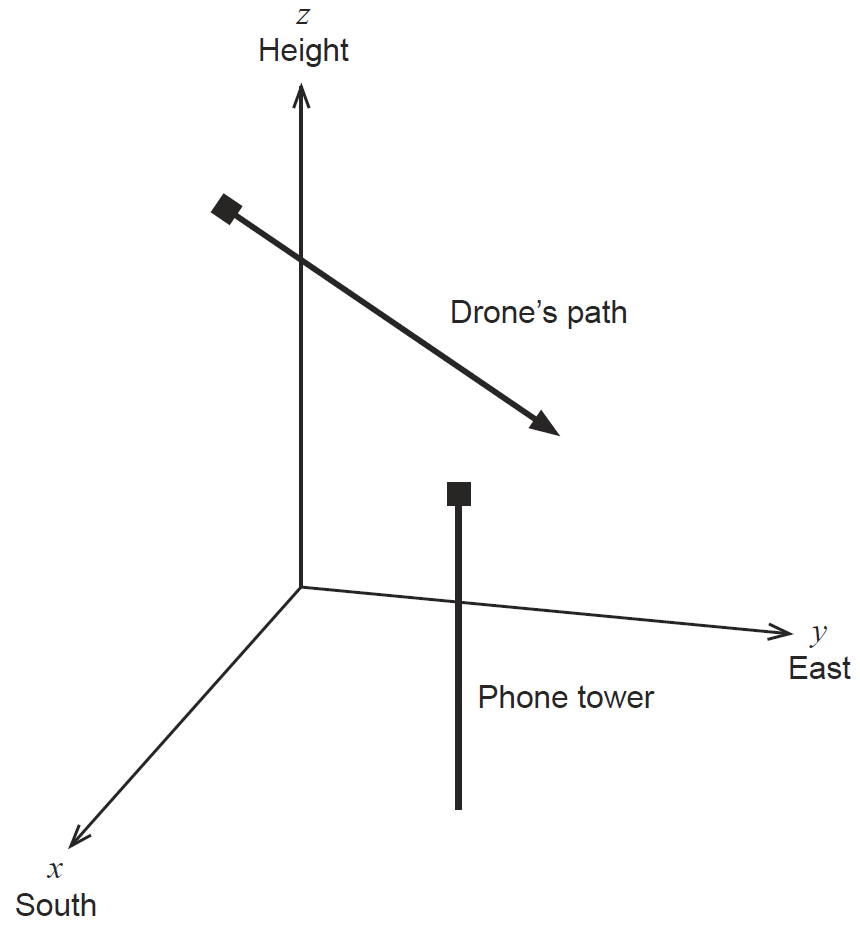 z
Height
Drone's path
y
East
Phone tower
x
South